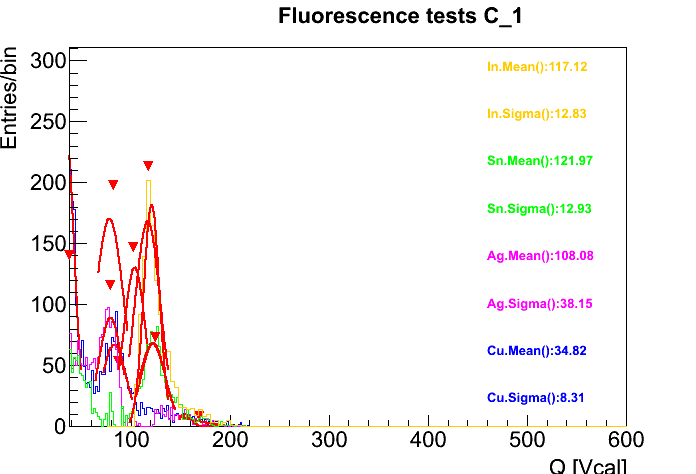 Fluorescence tests C_1
Entries/bin
300
250
200
150
100
50
0
In.Mean():117.12
In.Sigma():12.83
Sn.Mean():121.97
Sn.Sigma():12.93
Ag.Mean():108.08
Ag.Sigma():38.15
Cu.Mean():34.82
Cu.Sigma():8.31
100 200 300 400 500 600
Q [Vcal]